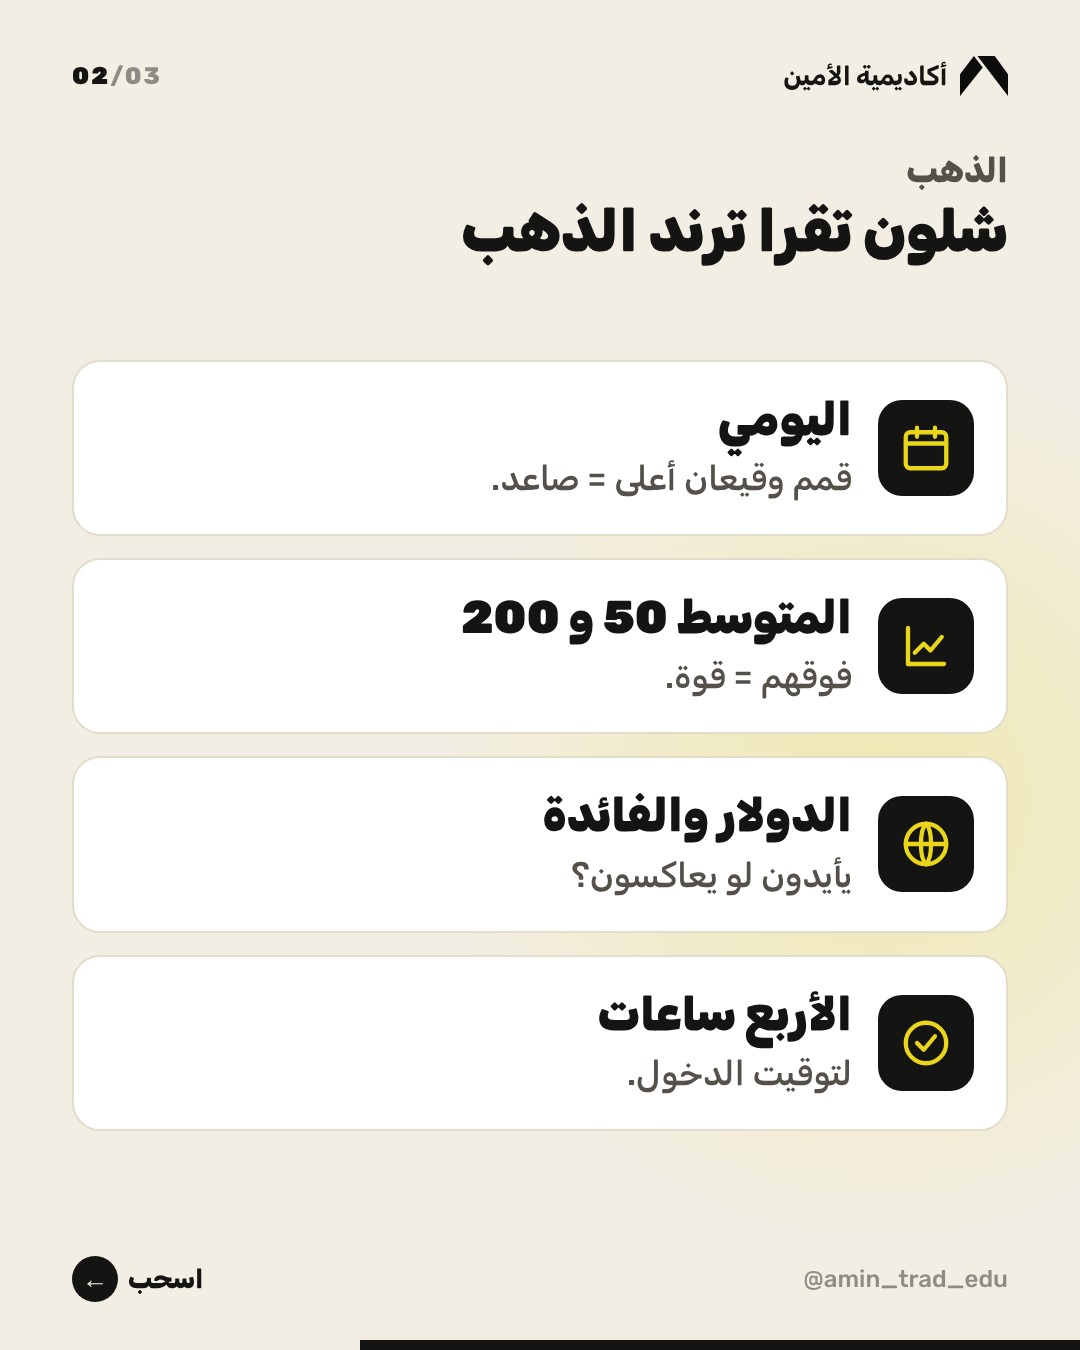 أكاديمية الأمين
02/03
الذهب
شلون تقرا ترند الذهب
اليومي
قمم وقيعان أعلى = صاعد.
المتوسط 50 و 200
فوقهم = قوة.
الدولار والفائدة
يأيدون لو يعاكسون؟
الأربع ساعات
لتوقيت الدخول.
@amin_trad_edu
اسحب ←